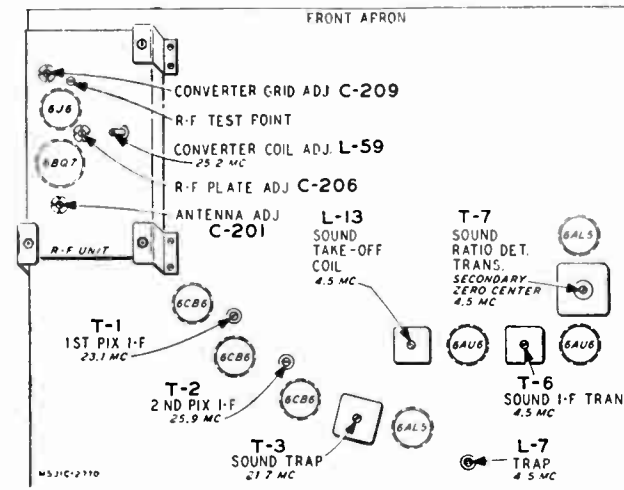 FRONT APRON
CONVERTER GRID ADJ C-209
6J6
R-F TEST POINT
CONVERTER COIL ADJ. L-59
25.2 MC
6BQ7
R-F PLATE ADJ C-206
ANTENNA ADJ
C-201
R-F UNIT
L-13
SOUND
TAKE-OFF
COIL
4.5 MC
T-7
SOUND
RATIO DET.
TRANS.
SECONDARY
ZERO CENTER
4.5 MC
6AL5
6CB6
T-1
1ST PIX I-F
23.1 MC
6CB6
6AU6
6AU6
T-2
2ND PIX I-F
25.9 MC
6CB6
T-6
SOUND I-F TRAN
4.5 MC
T-3
SOUND TRAP
21.7 MC
6AL5
L-7
TRAP
4.5 MC